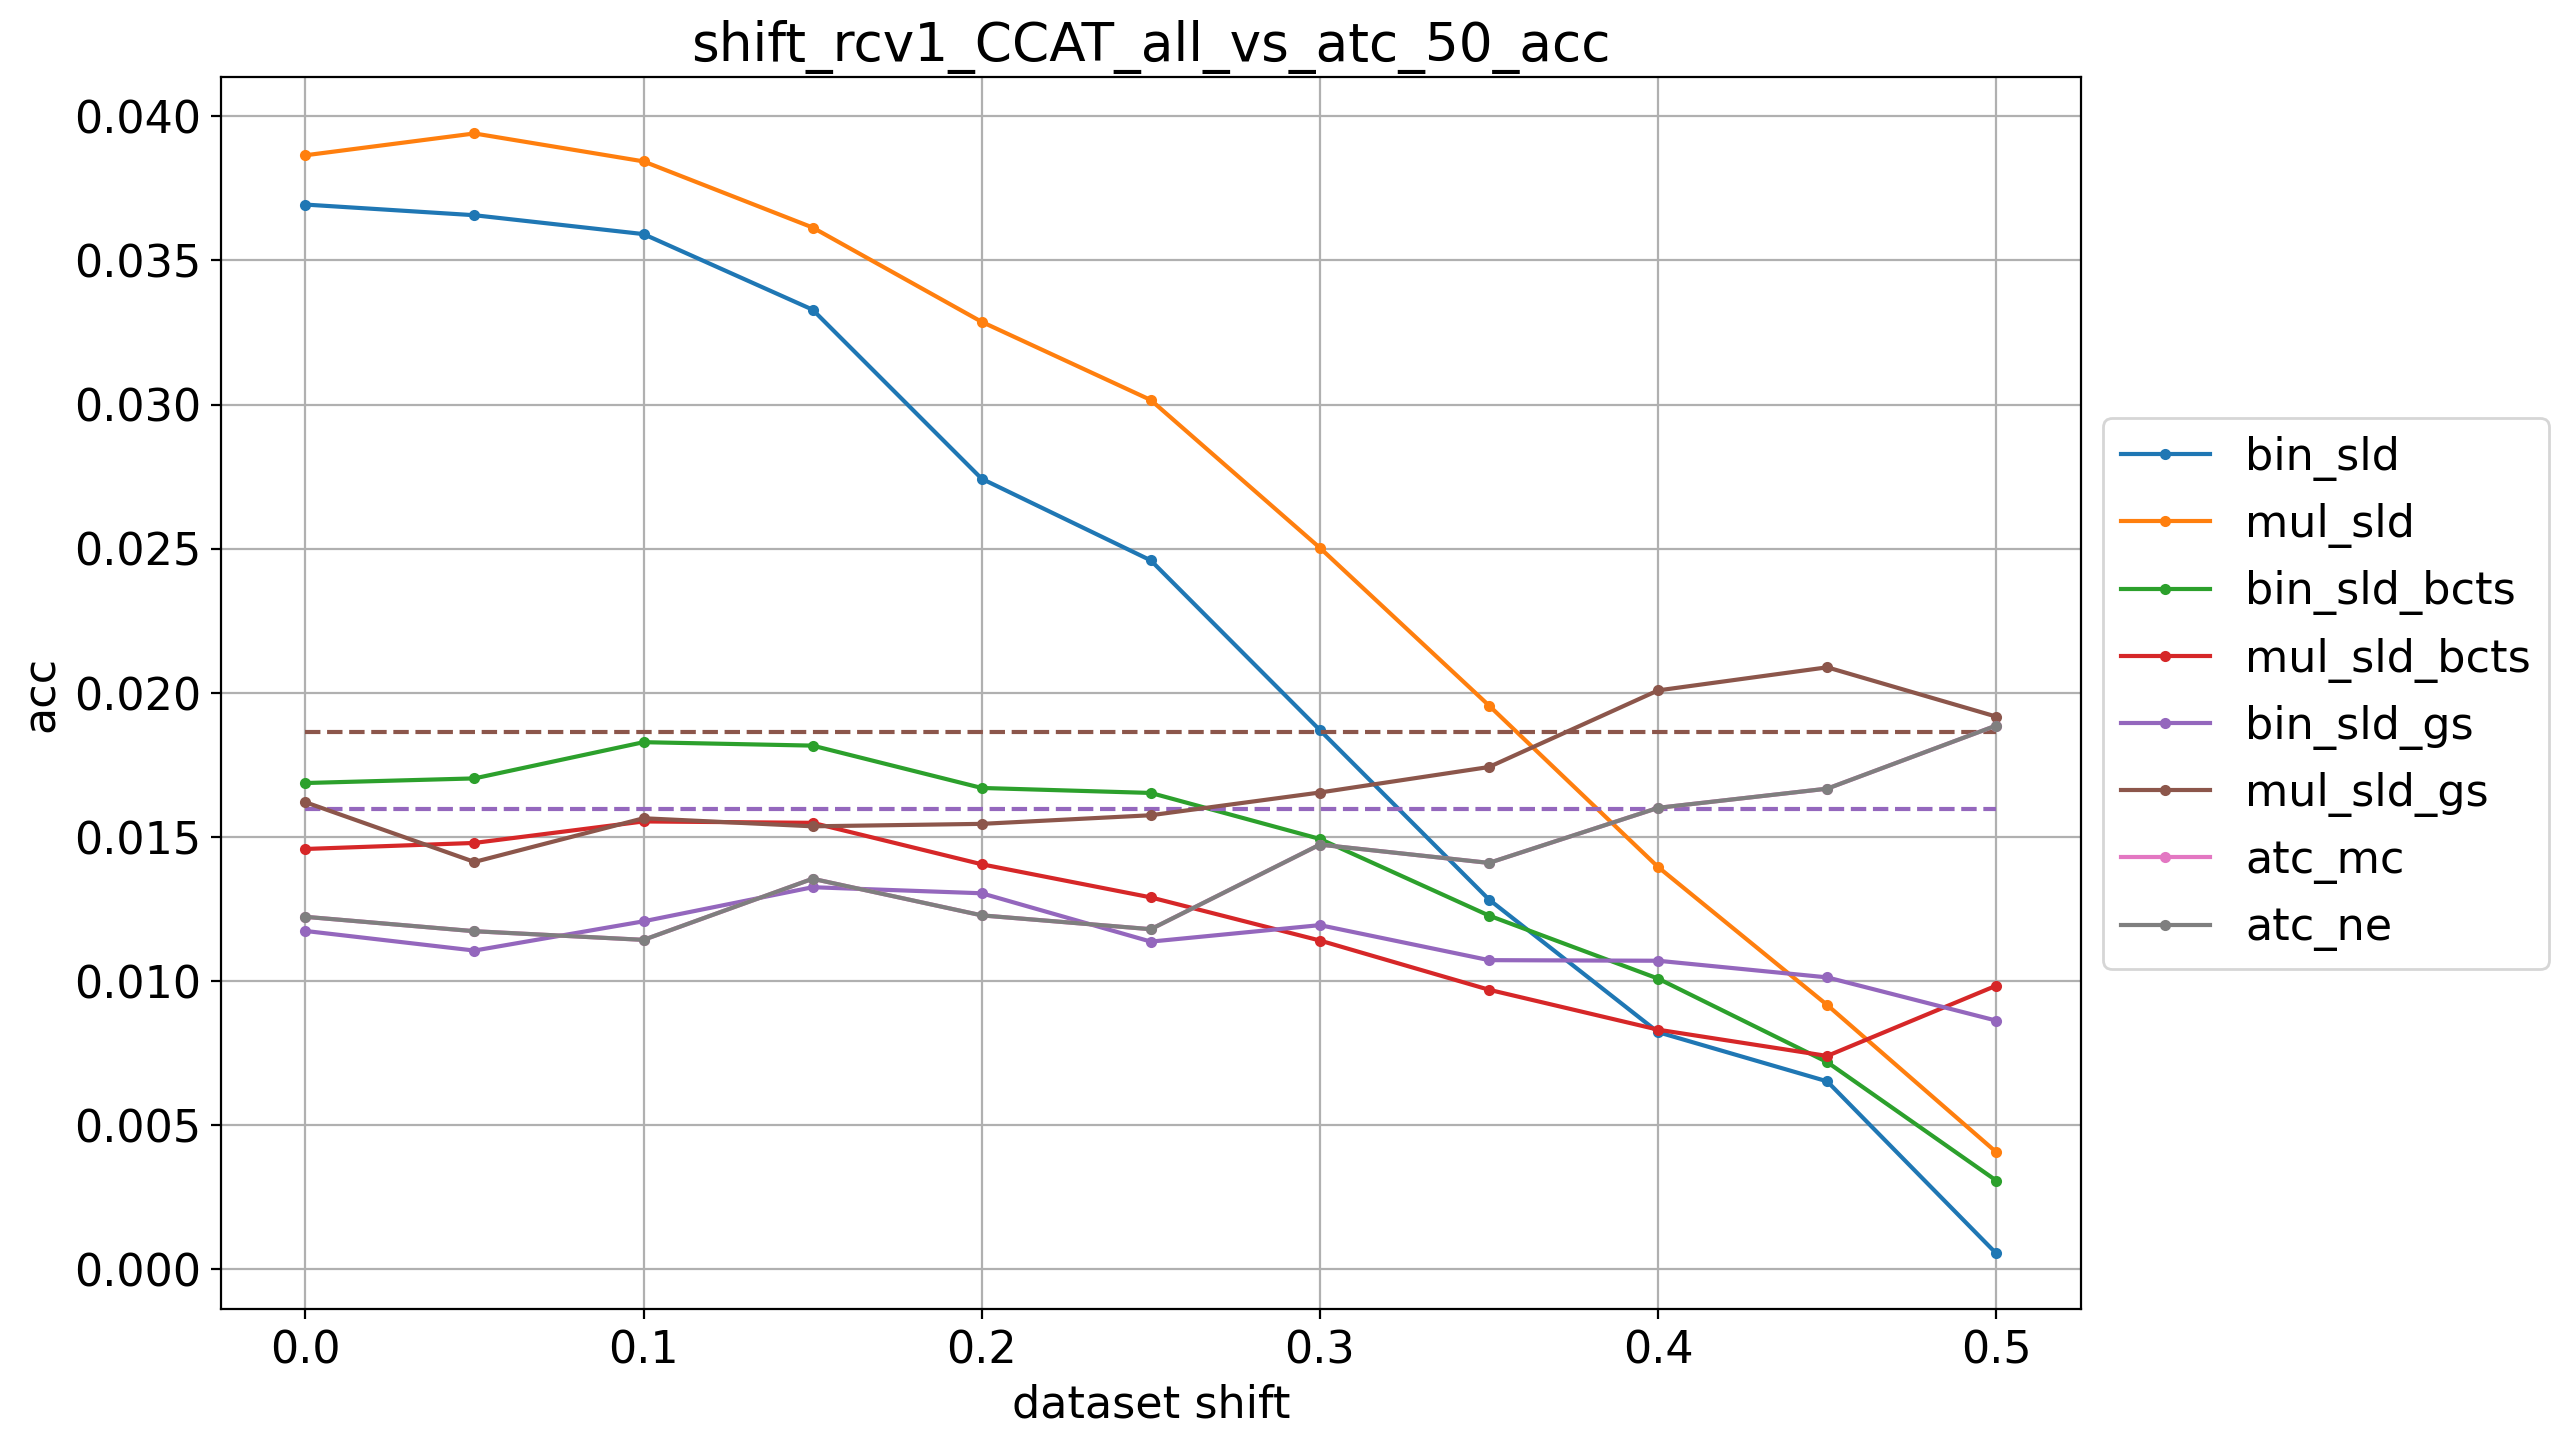 shift_rcv1_CCAT_all_vs_atc_50_acc
0.040
0.035
0.030
0.025
0.020
0.015
0.010
0.005
0.000
acc
0.0 0.1 0.2 0.3 0.4 0.5
dataset shift
bin_sld
mul_sld
bin_sld_bcts
mul_sld_bcts
bin_sld_gs
mul_sld_gs
atc_mc
atc_ne